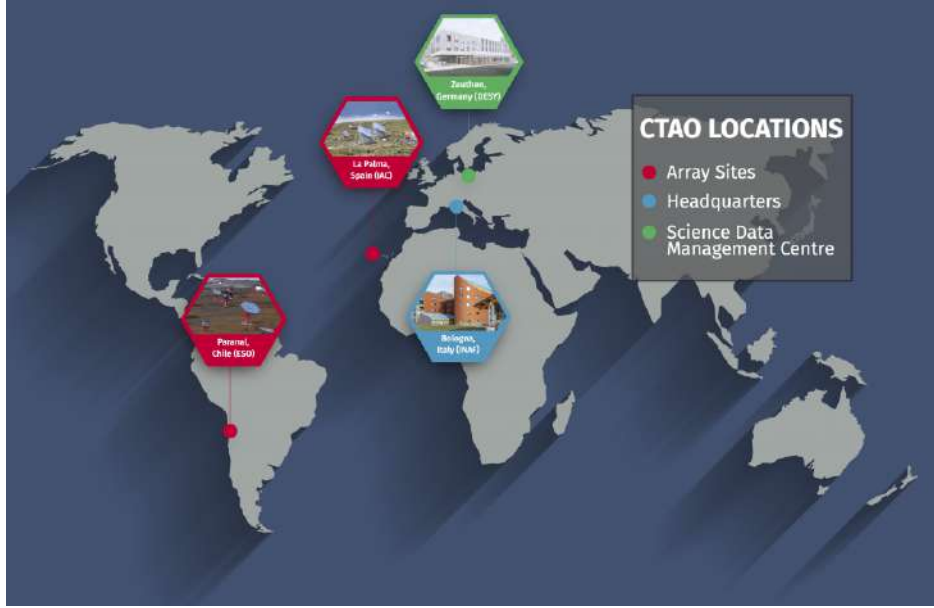 Zeuthen,
Germany (DESY)
La Palma,
Spain (IAC)
CTAO LOCATIONS
Array Sites
Headquarters
Science Data
Management Centre
Paranal,
Chile (ESO)
Bologna,
Italy (INAF)